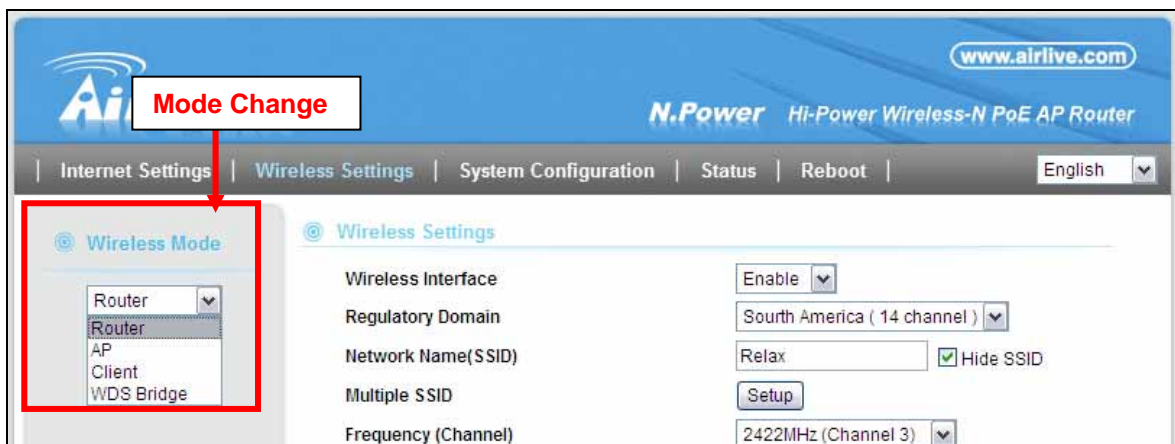 www.airlive.com
Mode Change
N.Power Hi-Power Wireless-N PoE AP Router
| Internet Settings | Wireless Settings | System Configuration | Status | Reboot | English
Wireless Mode
Router
Router
AP
Client
WDS Bridge
Wireless Settings
Wireless Interface Enable
Regulatory Domain Sourth America ( 14 channel )
Network Name(SSID) Relax Hide SSID
Multiple SSID Setup
Frequency (Channel) 2422MHz (Channel 3)